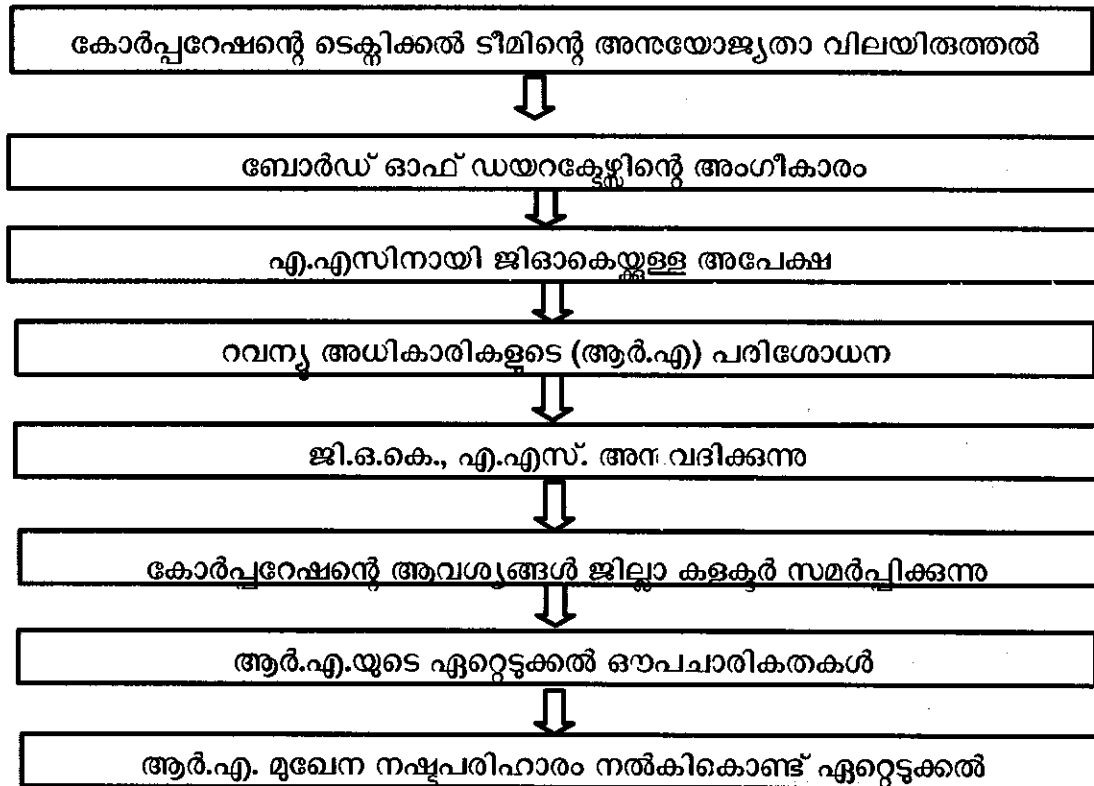 കോർപ്പറേഷന്റെ ടെക്നിക്കൽ ടീമിന്റെ അനുയോജ്യതാ വിലയിരുത്തൽ
ബോർഡ് ഓഫ് ഡയറക്ടേഴ്സിന്റെ അംഗീകാരം
എ.എസിനായി ജിഓകെയ്ക്കുള്ള അപേക്ഷ
റവന്യൂ അധികാരികളുടെ (ആർ.എ) പരിശോധന
ജി.ഒ.കെ., എ.എസ്. അനുവദിക്കുന്നു
കോർപ്പറേഷന്റെ ആവശ്യങ്ങൾ ജില്ലാ കളക്ടർ സമർപ്പിക്കുന്നു
ആർ.എ.യുടെ ഏറ്റെടുക്കൽ ഔപചാരികതകൾ
ആർ.എ. മുഖേന നഷ്ടപരിഹാരം നൽകികൊണ്ട് ഏറ്റെടുക്കൽ